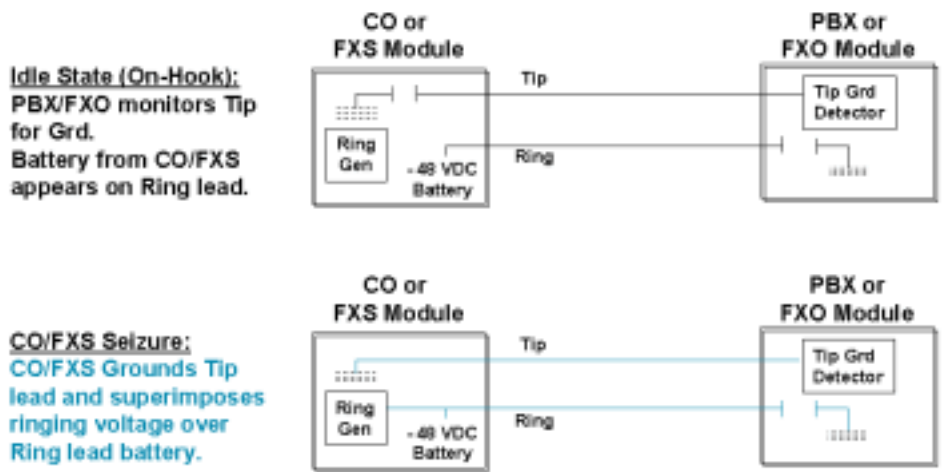 CO or
FXS Module
PBX or
FXO Module
Idle State (On-Hook):
PBX/FXO monitors Tip
for Grd.
Battery from CO/FXS
appears on Ring lead.
Tip
Tip Grd
Detector
Ring
Gen
- 48 VDC
Battery
Ring
CO or
FXS Module
PBX or
FXO Module
CO/FXS Seizure:
CO/FXS Grounds Tip
lead and superimposes
ringing voltage over
Ring lead battery.
Tip
Tip Grd
Detector
Ring
Gen
- 48 VDC
Battery
Ring